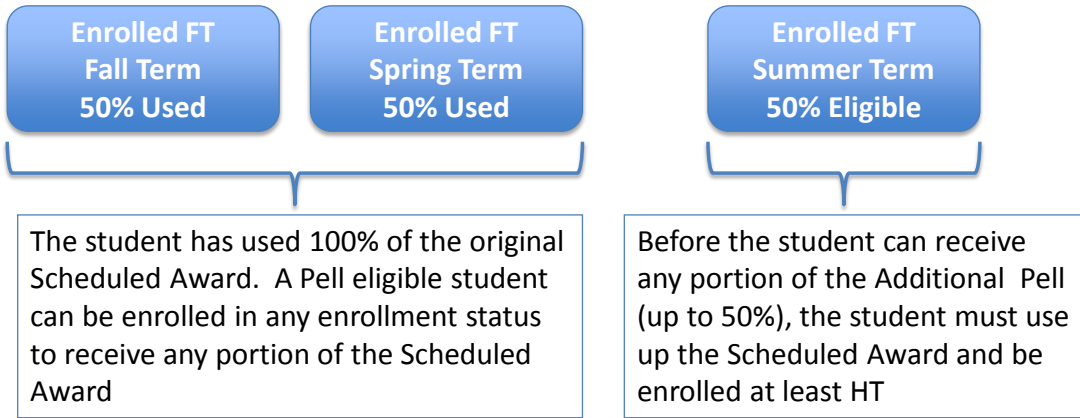 Enrolled FT
Fall Term
50% Used
Enrolled FT
Spring Term
50% Used
Enrolled FT
Summer Term
50% Eligible
The student has used 100% of the original
Scheduled Award.  A Pell eligible student
can be enrolled in any enrollment status
to receive any portion of the Scheduled
Award
Before the student can receive
any portion of the Additional  Pell
(up to 50%), the student must use
up the Scheduled Award and be
enrolled at least HT